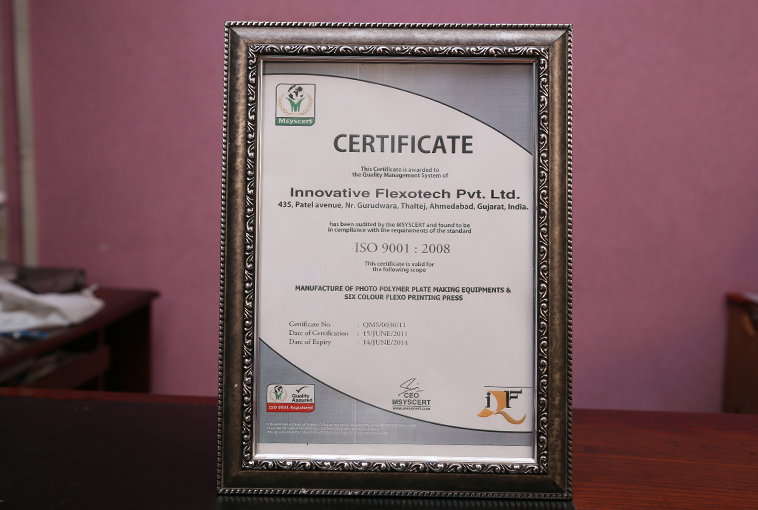 Msyscert
CERTIFICATE
This Certificate is awarded to
the Quality Management System of
Innovative Flexotech Pvt. Ltd.
435, Patel avenue, Nr. Gurudwara, Thaltej, Ahmedabad, Gujarat, India.
has been audited by the MSYSCERT and found to be
in compliance with the requirements of the standard
ISO 9001 : 2008
This certificate is valid for
the following scope
MANUFACTURE OF PHOTO POLYMER PLATE MAKING EQUIPMENTS &
SIX COLOUR FLEXO PRINTING PRESS
Certificate No. : QMS/0030/11
Date of Certification : 15/JUNE/2011
Date of Expiry : 14/JUNE/2014
Quality
Assured
ISO 9001 Registered
CEO
MSYSCERT